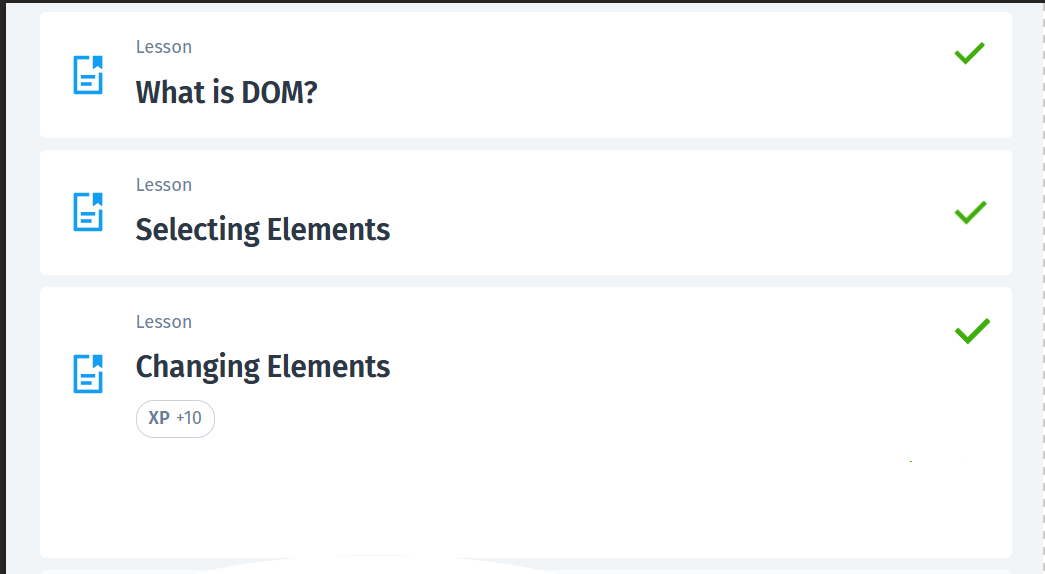 Lesson
What is DOM?
Lesson
Selecting Elements
Lesson
Changing Elements
XP +10